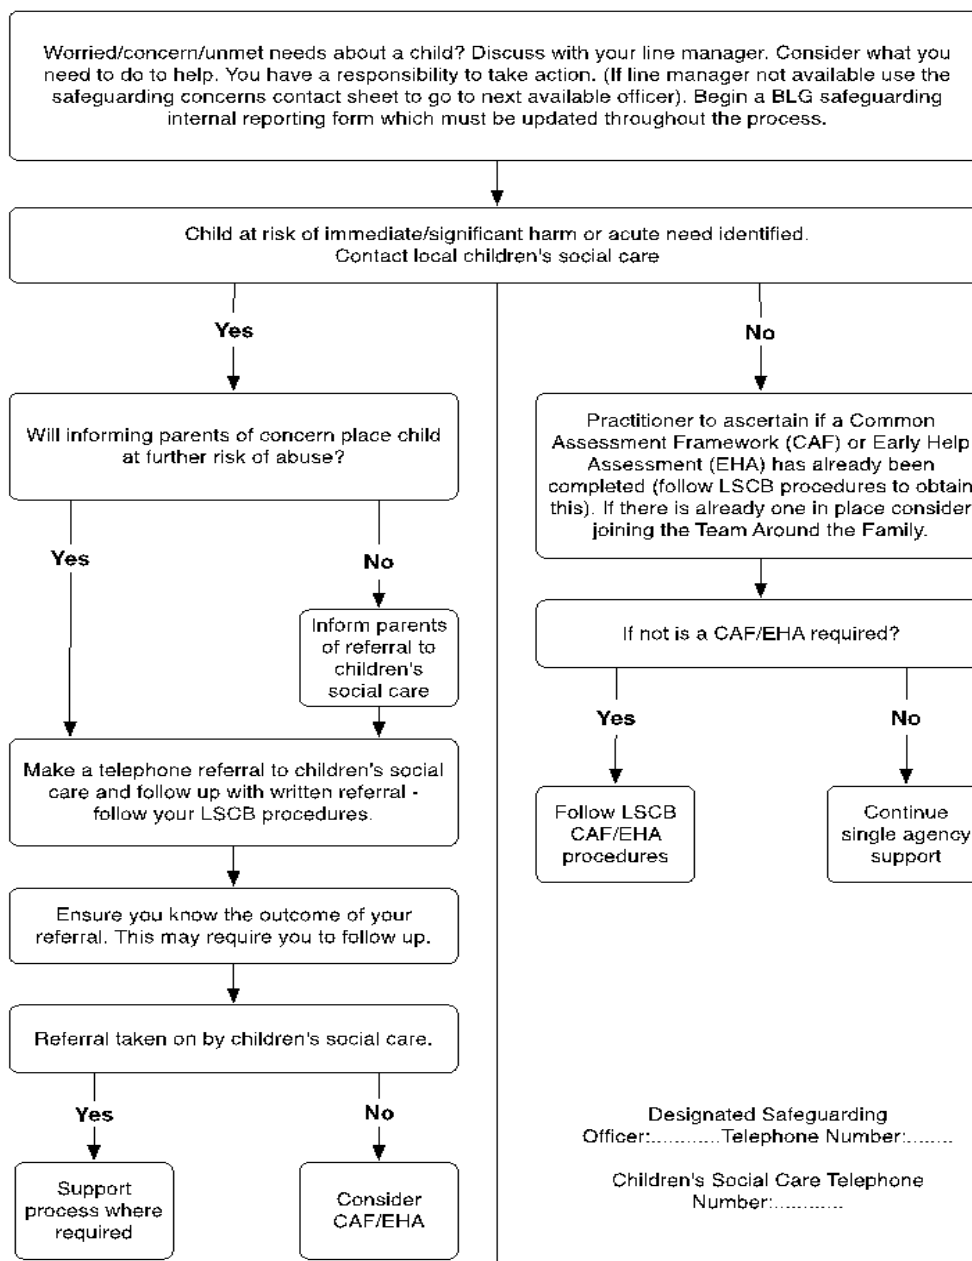 Worried/concern/unmet needs about a child? Discuss with your line manager. Consider what you
need to do to help. You have a responsibility to take action. (If line manager not available use the
safeguarding concerns contact sheet to go to next available officer). Begin a BLG safeguarding
internal reporting form which must be updated throughout the process.
Child at risk of immediate/significant harm or acute need identified.
Contact local children's social care
Yes
No
Will informing parents of concern place child
at further risk of abuse?
Practitioner to ascertain if a Common
Assessment Framework (CAF) or Early Help
Assessment (EHA) has already been
completed (follow LSCB procedures to obtain
this). If there is already one in place consider
joining the Team Around the Family.
Yes
No
Inform parents
of referral to
children's
social care
If not is a CAF/EHA required?
Yes
No
Make a telephone referral to children's social
care and follow up with written referral -
follow your LSCB procedures.
Follow LSCB
CAF/EHA
procedures
Continue
single agency
support
Ensure you know the outcome of your
referral. This may require you to follow up.
Referral taken on by children's social care.
Yes
No
Support
process where
required
Consider
CAF/EHA
Designated Safeguarding
Officer:............Telephone Number:........
Children's Social Care Telephone
Number:............